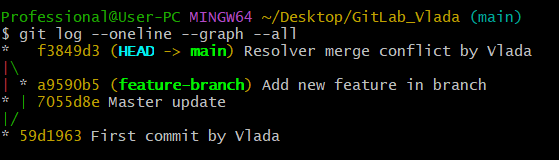 Professional@User-PC MINGW64 ~/Desktop/GitLab_Vlada (main)
$ git log --oneline --graph --all
*   f3849d3 (HEAD -> main) Resolver merge conflict by Vlada
|\
| * a9590b5 (feature-branch) Add new feature in branch
* | 7055d8e Master update
|/
* 59d1963 First commit by Vlada